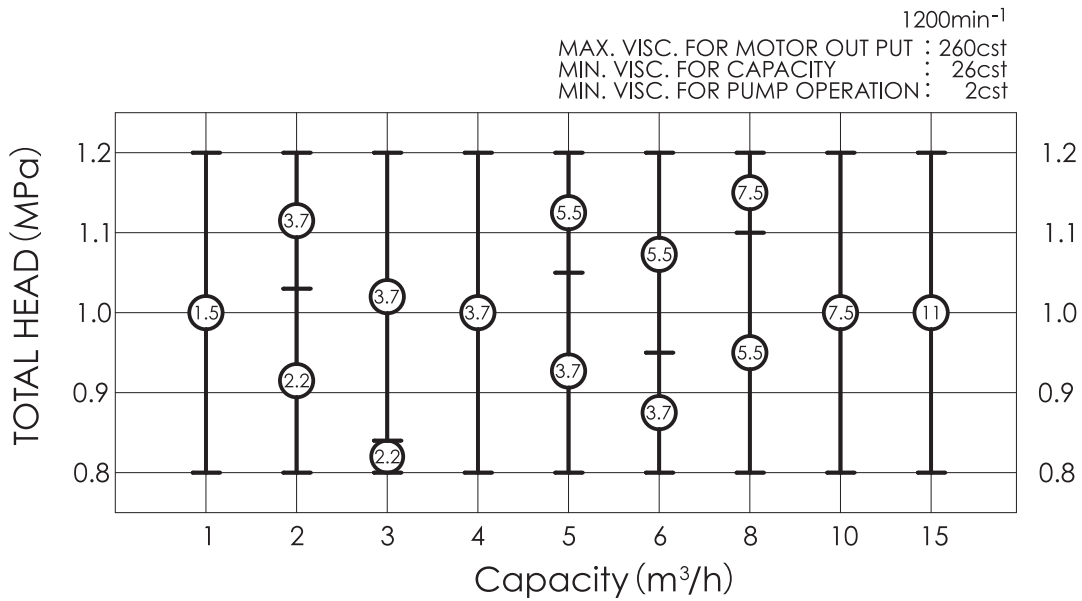 1200min-1
MAX. VISC. FOR MOTOR OUT PUT : 260cst
MIN. VISC. FOR CAPACITY : 26cst
MIN. VISC. FOR PUMP OPERATION : 2cst
TOTAL HEAD (MPa)
1.2 1.2
7.5
3.7 5.5
1.1 1.1
5.5
3.7
1.0 1.5 3.7 7.5 11 1.0
5.5
3.7
2.2
0.9 0.9
3.7
2.2
0.8 0.8
1 2 3 4 5 6 8 10 15
Capacity (m³/h)